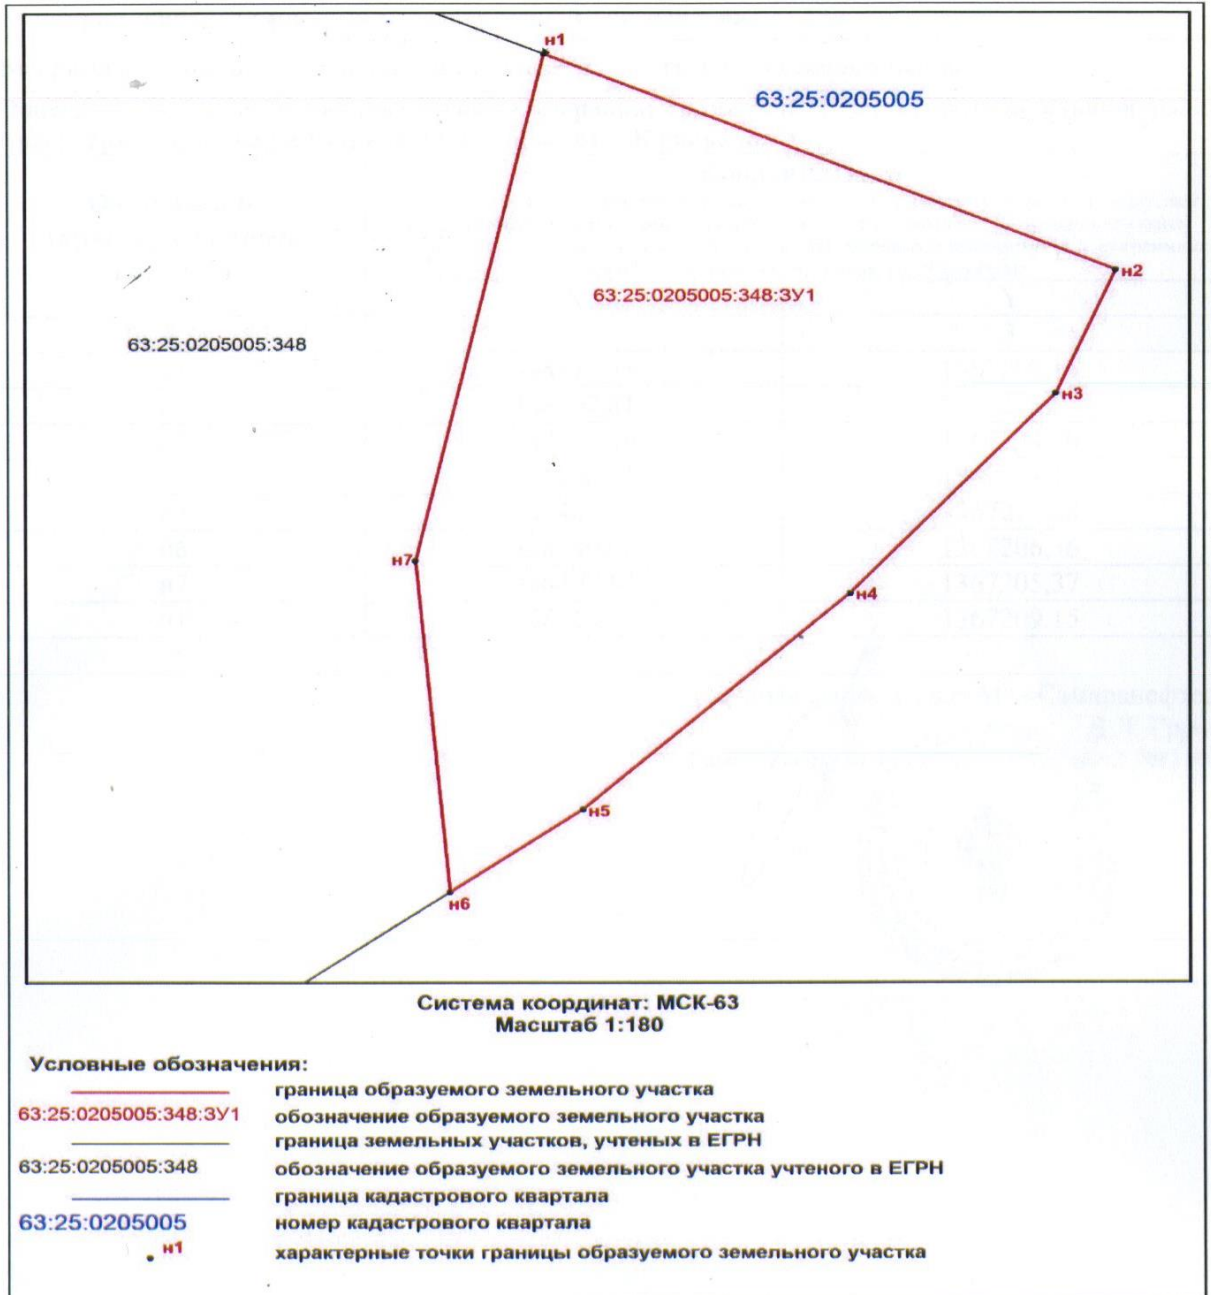 н1
63:25:0205005
н2
63:25:0205005:348:ЗУ1
63:25:0205005:348
н3
н7
н4
н5
н6
Система координат: МСК-63
Масштаб 1:180
Условные обозначения:
граница образуемого земельного участка
63:25:0205005:348:ЗУ1 обозначение образуемого земельного участка
граница земельных участков, учтеных в ЕГРН
63:25:0205005:348 обозначение образуемого земельного участка учтеного в ЕГРН
граница кадастрового квартала
63:25:0205005 номер кадастрового квартала
н1 характерные точки границы образуемого земельного участка